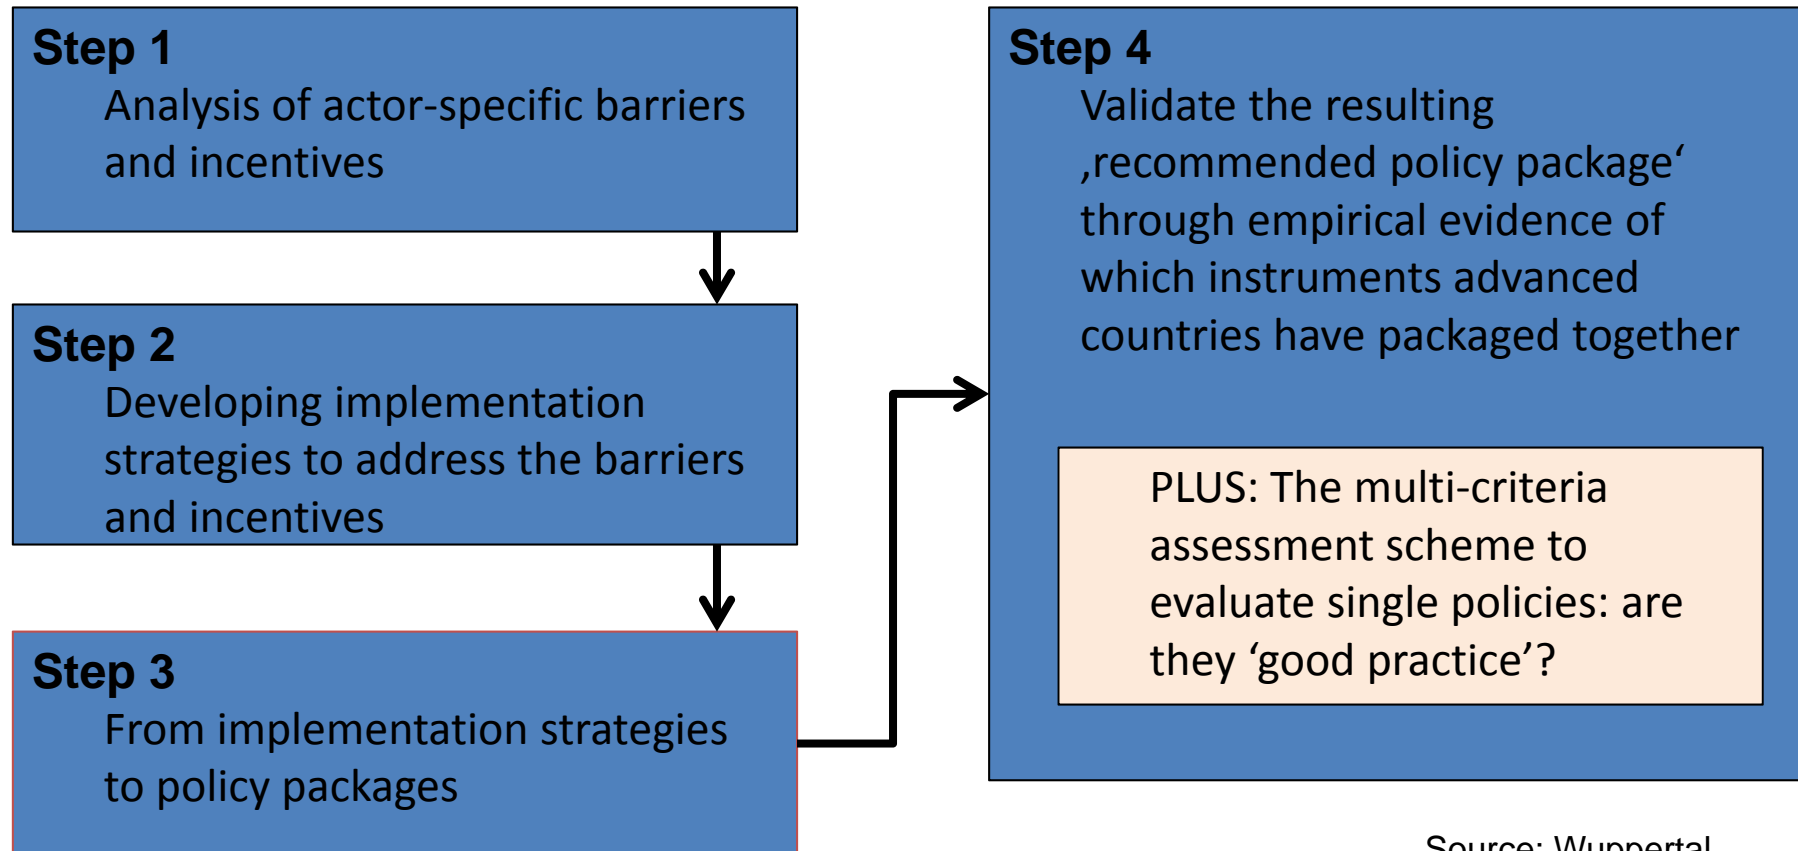 Step 1
Analysis of actor-specific barriers
and incentives
Step 2
Developing implementation
strategies to address the barriers
and incentives
Step 3
From implementation strategies
to policy packages
Step 4
Validate the resulting
‚recommended policy package‘
through empirical evidence of
which instruments advanced
countries have packaged together
PLUS: The multi-criteria
assessment scheme to
evaluate single policies: are
they ‘good practice’?
Source: Wuppertal